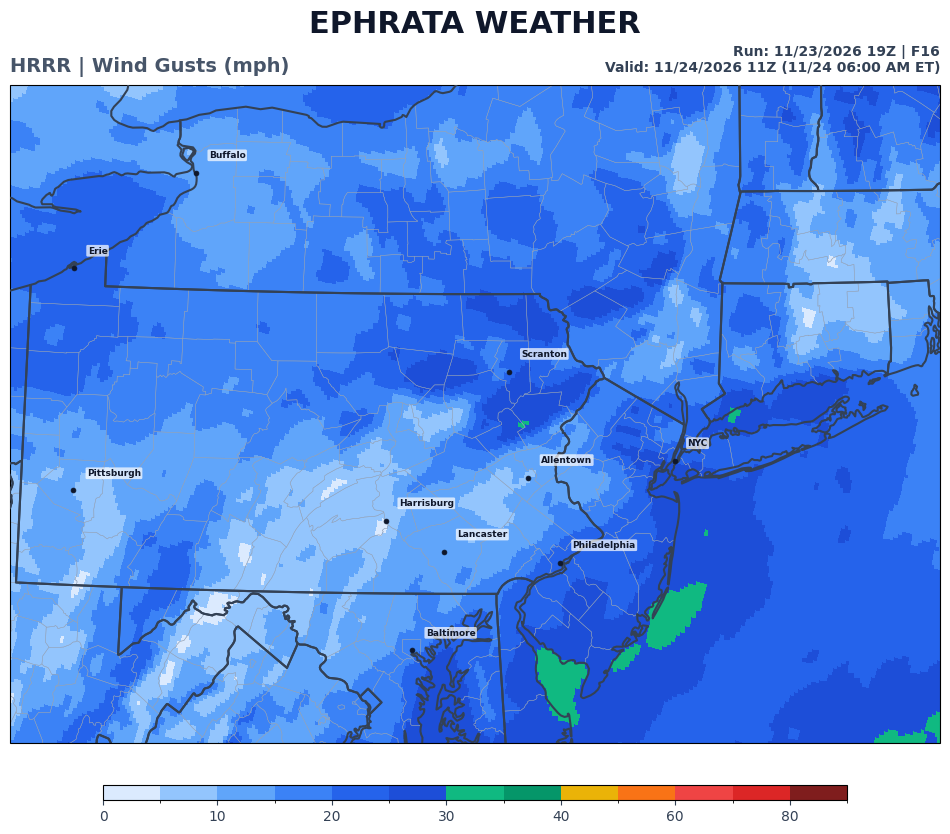 EPHRATA WEATHER
HRRR | Wind Gusts (mph)
Run: 11/23/2026 19Z | F16
Valid: 11/24/2026 11Z (11/24 06:00 AM ET)
Buffalo
Erie
Scranton
NYC
Allentown
Pittsburgh
Harrisburg
Lancaster
Philadelphia
Baltimore
0 10 20 30 40 50 60 70 80